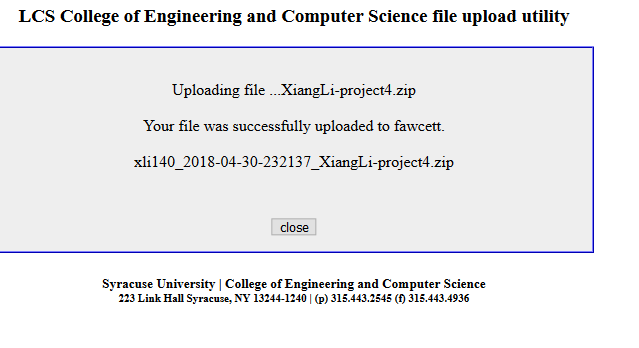 LCS College of Engineering and Computer Science file upload utility
Uploading file ...XiangLi-project4.zip
Your file was successfully uploaded to fawcett.
xli140_2018-04-30-232137_XiangLi-project4.zip
close
Syracuse University | College of Engineering and Computer Science
223 Link Hall Syracuse, NY 13244-1240 | (p) 315.443.2545 (f) 315.443.4936